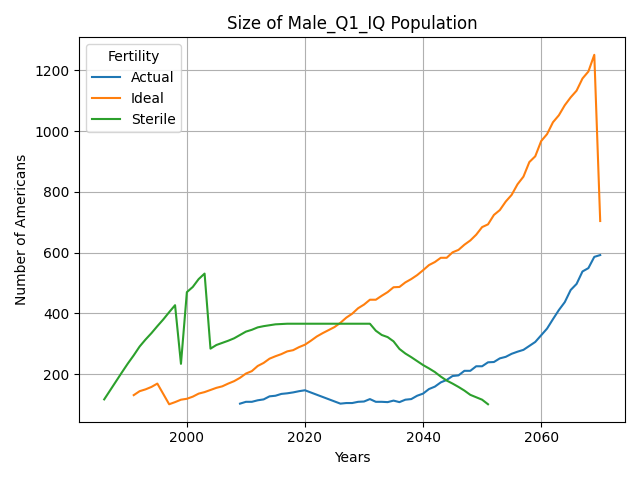 Size of Male_Q1_IQ Population
Fertility
Actual
Ideal
Sterile
Number of Americans
1200
1000
800
600
400
200
2000
2020
2040
2060
Years